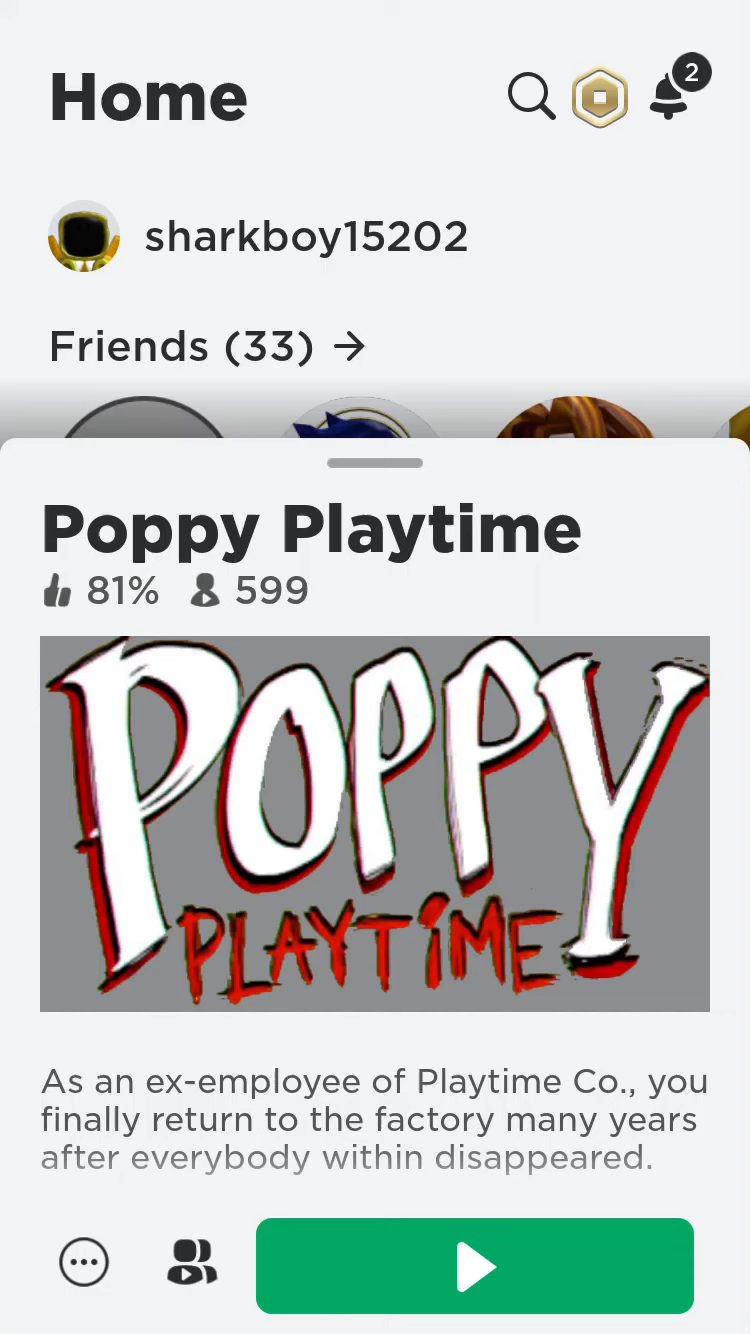 Home
2
sharkboy15202
Friends (33) →
Poppy Playtime
81% 599
POPPY
PLAYTIME
As an ex-employee of Playtime Co., you
finally return to the factory many years
after everybody within disappeared.